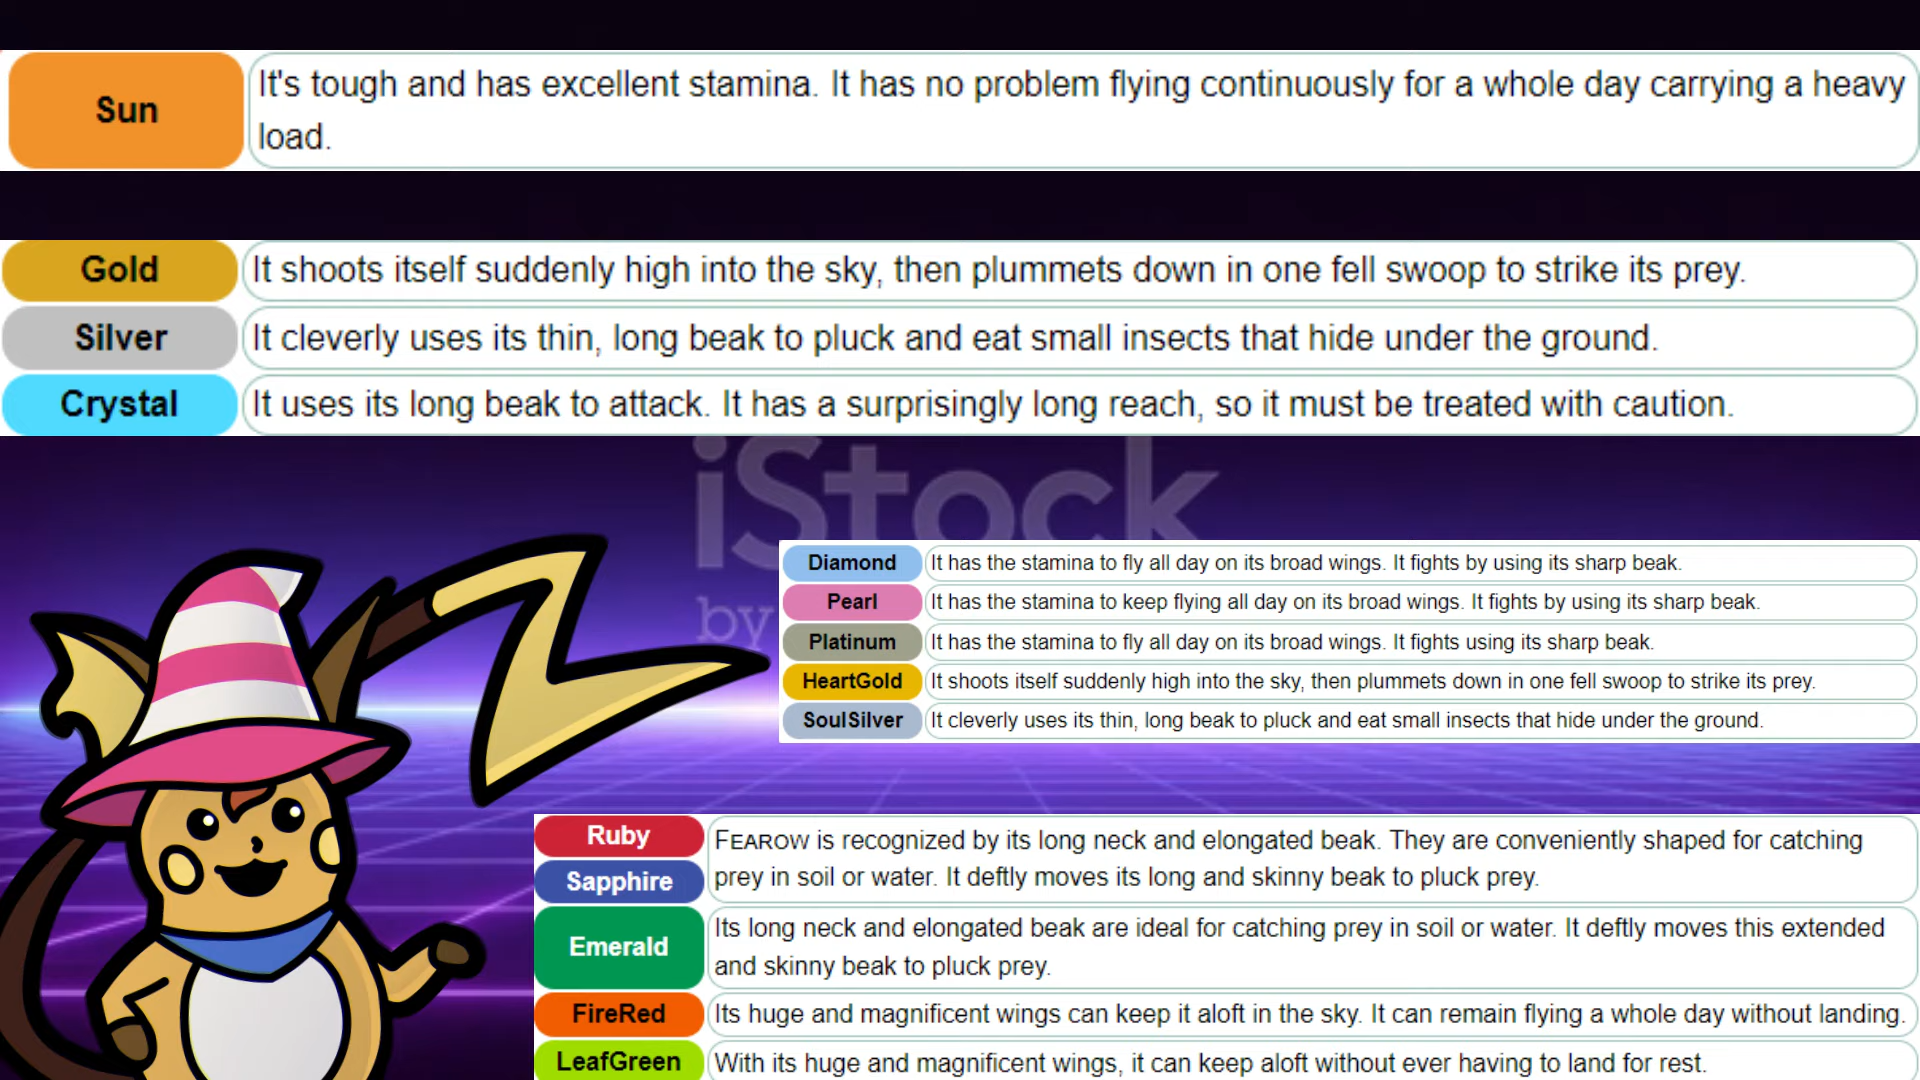 Sun
It's tough and has excellent stamina. It has no problem flying continuously for a whole day carrying a heavy
load.
Gold
It shoots itself suddenly high into the sky, then plummets down in one fell swoop to strike its prey.
Silver
It cleverly uses its thin, long beak to pluck and eat small insects that hide under the ground.
Crystal
It uses its long beak to attack. It has a surprisingly long reach, so it must be treated with caution.
iStock
by
Diamond
It has the stamina to fly all day on its broad wings. It fights by using its sharp beak.
Pearl
It has the stamina to keep flying all day on its broad wings. It fights by using its sharp beak.
Platinum
It has the stamina to fly all day on its broad wings. It fights using its sharp beak.
HeartGold
It shoots itself suddenly high into the sky, then plummets down in one fell swoop to strike its prey.
SoulSilver
It cleverly uses its thin, long beak to pluck and eat small insects that hide under the ground.
Ruby
Sapphire
FEAROW is recognized by its long neck and elongated beak. They are conveniently shaped for catching
prey in soil or water. It deftly moves its long and skinny beak to pluck prey.
Emerald
Its long neck and elongated beak are ideal for catching prey in soil or water. It deftly moves this extended
and skinny beak to pluck prey.
FireRed
Its huge and magnificent wings can keep it aloft in the sky. It can remain flying a whole day without landing.
LeafGreen
With its huge and magnificent wings, it can keep aloft without ever having to land for rest.